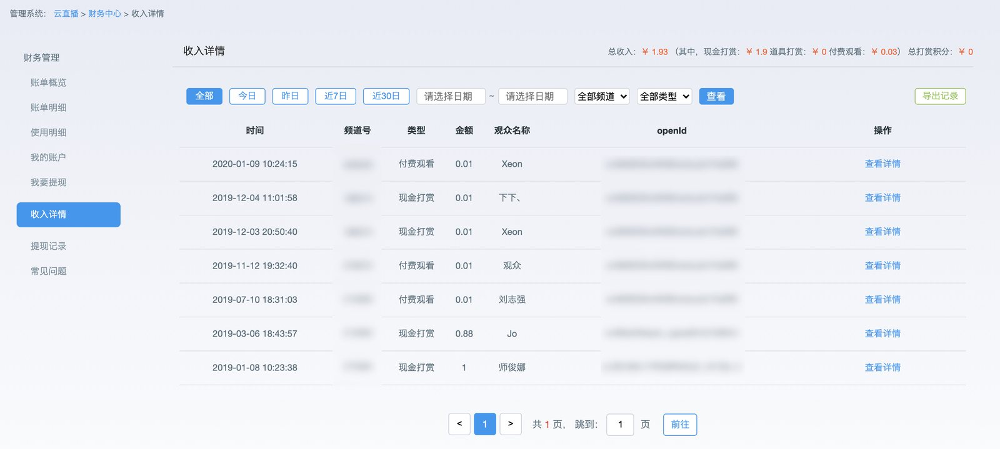 管理系统： 云直播 > 财务中心 > 收入详情
财务管理
账单概览
账单明细
使用明细
我的账户
我要提现
收入详情
提现记录
常见问题
收入详情 总收入：￥ 1.93 （其中，现金打赏：￥ 1.9 道具打赏：￥ 0 付费观看：￥ 0.03） 总打赏积分：￥ 0
全部 今日 昨日 近7日 近30日 请选择日期 ~ 请选择日期 全部频道 全部类型 查看 导出记录
时间 频道号 类型 金额 观众名称 openId 操作
2020-01-09 10:24:15 付费观看 0.01 Xeon 查看详情
2019-12-04 11:01:58 现金打赏 0.01 下下、 查看详情
2019-12-03 20:50:40 现金打赏 0.01 Xeon 查看详情
2019-11-12 19:32:40 付费观看 0.01 观众 查看详情
2019-07-10 18:31:03 付费观看 0.01 刘志强 查看详情
2019-03-06 18:43:57 现金打赏 0.88 Jo 查看详情
2019-01-08 10:23:38 现金打赏 1 师俊娜 查看详情
< 1 > 共 1 页， 跳到： 1 页 前往